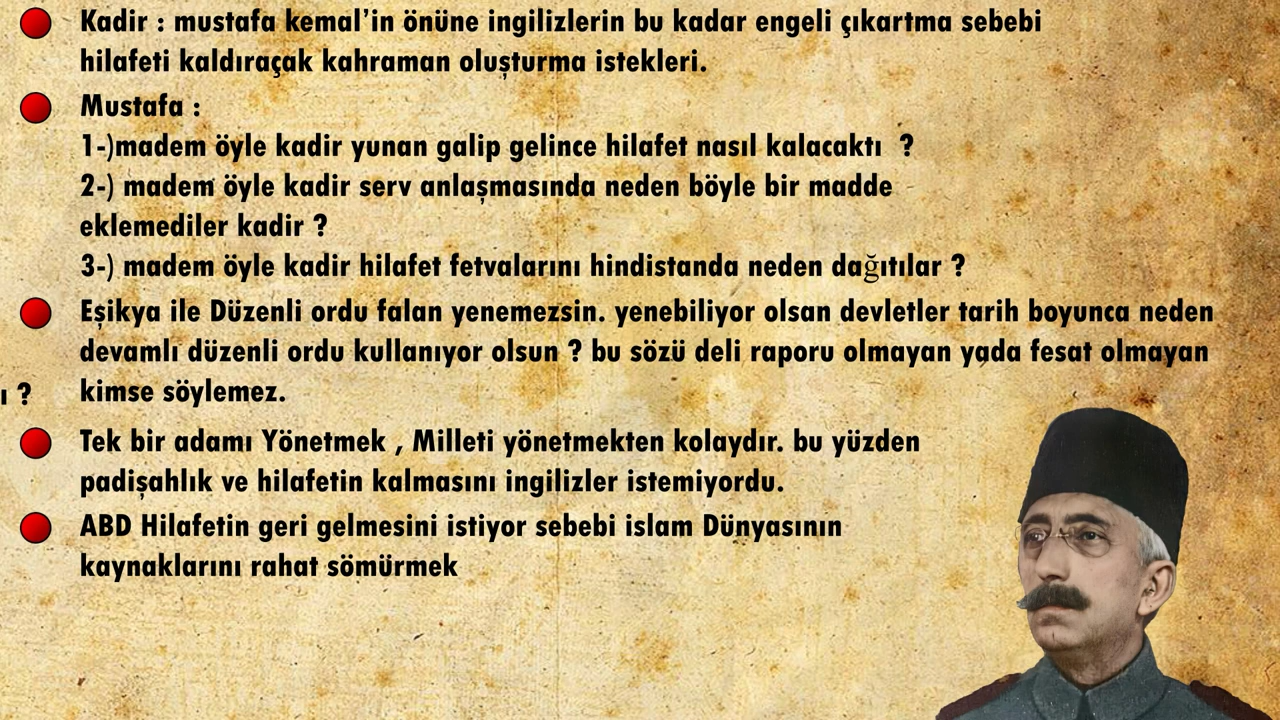 Kadir : mustafa kemal’in önüne ingilizlerin bu kadar engeli çıkartma sebebi
hilafeti kaldıraçak kahraman oluşturma istekleri.
Mustafa :
1-)madem öyle kadir yunan galip gelince hilafet nasıl kalacaktı ?
2-) madem öyle kadir serv anlaşmasında neden böyle bir madde
eklemediler kadir ?
3-) madem öyle kadir hilafet fetvalarını hindistanda neden dağıtılar ?
Eşikya ile Düzenli ordu falan yenemezsin. yenebiliyor olsan devletler tarih boyunca neden
devamlı düzenli ordu kullanıyor olsun ? bu sözü deli raporu olmayan yada fesat olmayan
kimse söylemez.
ı ?
Tek bir adamı Yönetmek , Milleti yönetmekten kolaydır. bu yüzden
padişahlık ve hilafetin kalmasını ingilizler istemiyordu.
ABD Hilafetin geri gelmesini istiyor sebebi islam Dünyasının
kaynaklarını rahat sömürmek